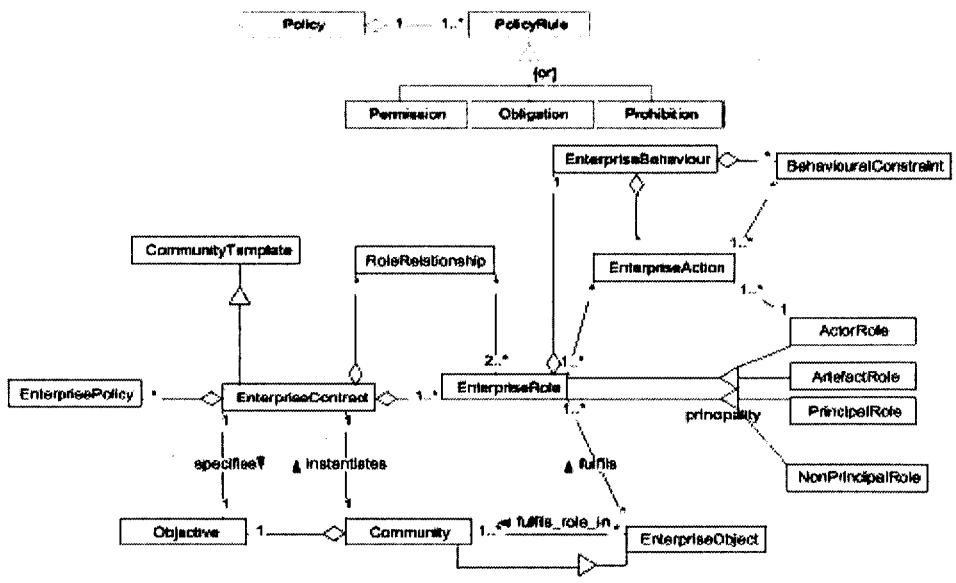 Policy 1 1..* PolicyRule
{or}
Permission Obligation Prohibition
EnterpriseBehaviour * BehaviouralConstraint
1
* *
1..*
CommunityTemplate RoleRelationship EnterpriseAction
1..*
* * * 1
ActorRole
2..* 1..*
EnterprisePolicy * EnterpriseContract 1..* EnterpriseRole ArtefactRole
1 1 1..* principality PrincipalRole
specifies instantiates fulfils NonPrincipalRole
1 1 *
Objective 1 Community 1..* fulfils_role_in * EnterpriseObject